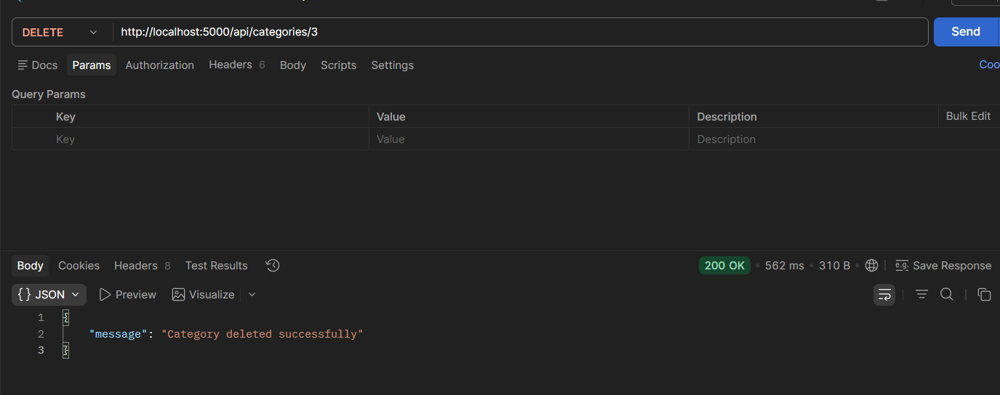 DELETE http://localhost:5000/api/categories/3 Send
Docs Params Authorization Headers 6 Body Scripts Settings Coo
Query Params
Key Value Description Bulk Edit
Key Value Description
Body Cookies Headers 8 Test Results 200 OK • 562 ms • 310 B • e.g. Save Response
{} JSON Preview Visualize
1 {
2 "message": "Category deleted successfully"
3 }